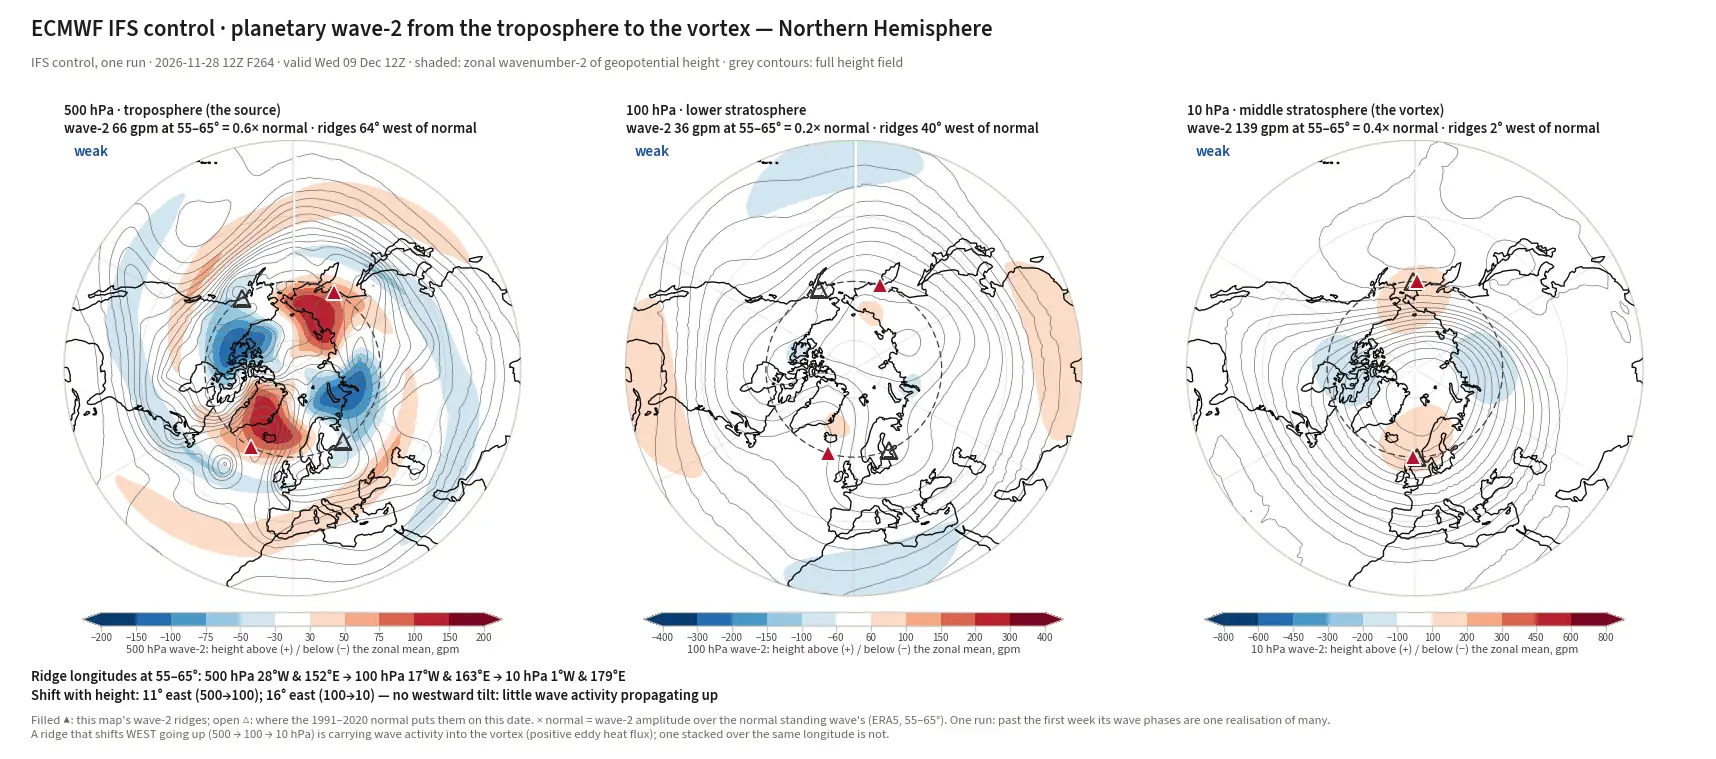 ECMWF IFS control · planetary wave-2 from the troposphere to the vortex — Northern Hemisphere
IFS control, one run · 2026-11-28 12Z F264 · valid Wed 09 Dec 12Z · shaded: zonal wavenumber-2 of geopotential height · grey contours: full height field
500 hPa · troposphere (the source)
wave-2 66 gpm at 55–65° = 0.6× normal · ridges 64° west of normal
weak
100 hPa · lower stratosphere
wave-2 36 gpm at 55–65° = 0.2× normal · ridges 40° west of normal
weak
10 hPa · middle stratosphere (the vortex)
wave-2 139 gpm at 55–65° = 0.4× normal · ridges 2° west of normal
weak
−200 −150 −100 −75 −50 −30 30 50 75 100 150 200
500 hPa wave-2: height above (+) / below (−) the zonal mean, gpm
−400 −300 −200 −150 −100 −60 60 100 150 200 300 400
100 hPa wave-2: height above (+) / below (−) the zonal mean, gpm
−800 −600 −450 −300 −200 −100 100 200 300 450 600 800
10 hPa wave-2: height above (+) / below (−) the zonal mean, gpm
Ridge longitudes at 55–65°: 500 hPa 28°W & 152°E → 100 hPa 17°W & 163°E → 10 hPa 1°W & 179°E
Shift with height: 11° east (500→100); 16° east (100→10) — no westward tilt: little wave activity propagating up
Filled ▲: this map's wave-2 ridges; open △: where the 1991–2020 normal puts them on this date. × normal = wave-2 amplitude over the normal standing wave's (ERA5, 55–65°). One run: past the first week its wave phases are one realisation of many.
A ridge that shifts WEST going up (500 → 100 → 10 hPa) is carrying wave activity into the vortex (positive eddy heat flux); one stacked over the same longitude is not.